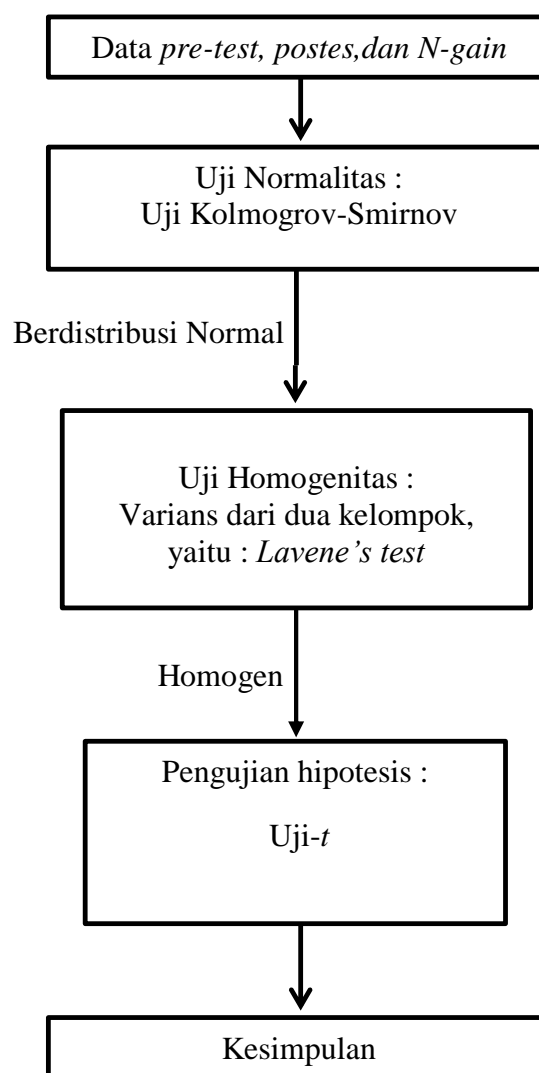 Data pre-test, postes,dan N-gain
Uji Normalitas :
Uji Kolmogrov-Smirnov
Berdistribusi Normal
Uji Homogenitas :
Varians dari dua kelompok,
yaitu : Lavene’s test
Homogen
Pengujian hipotesis :
Uji-t
Kesimpulan